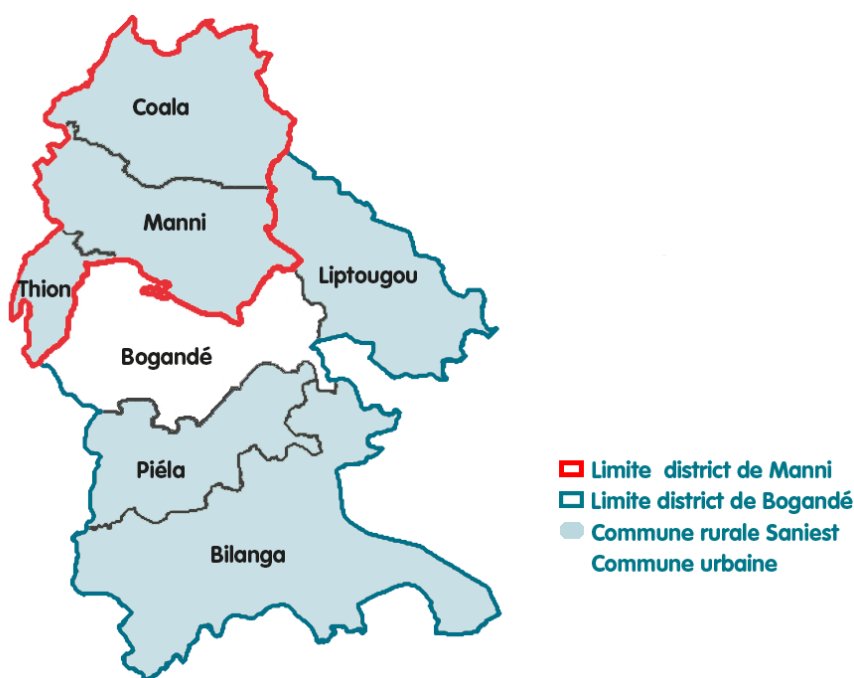 Coala
Manni
Liptougou
Thion
Bogandé
Piéla
Bilanga
Limite district de Manni
Limite district de Bogandé
Commune rurale Saniest
Commune urbaine